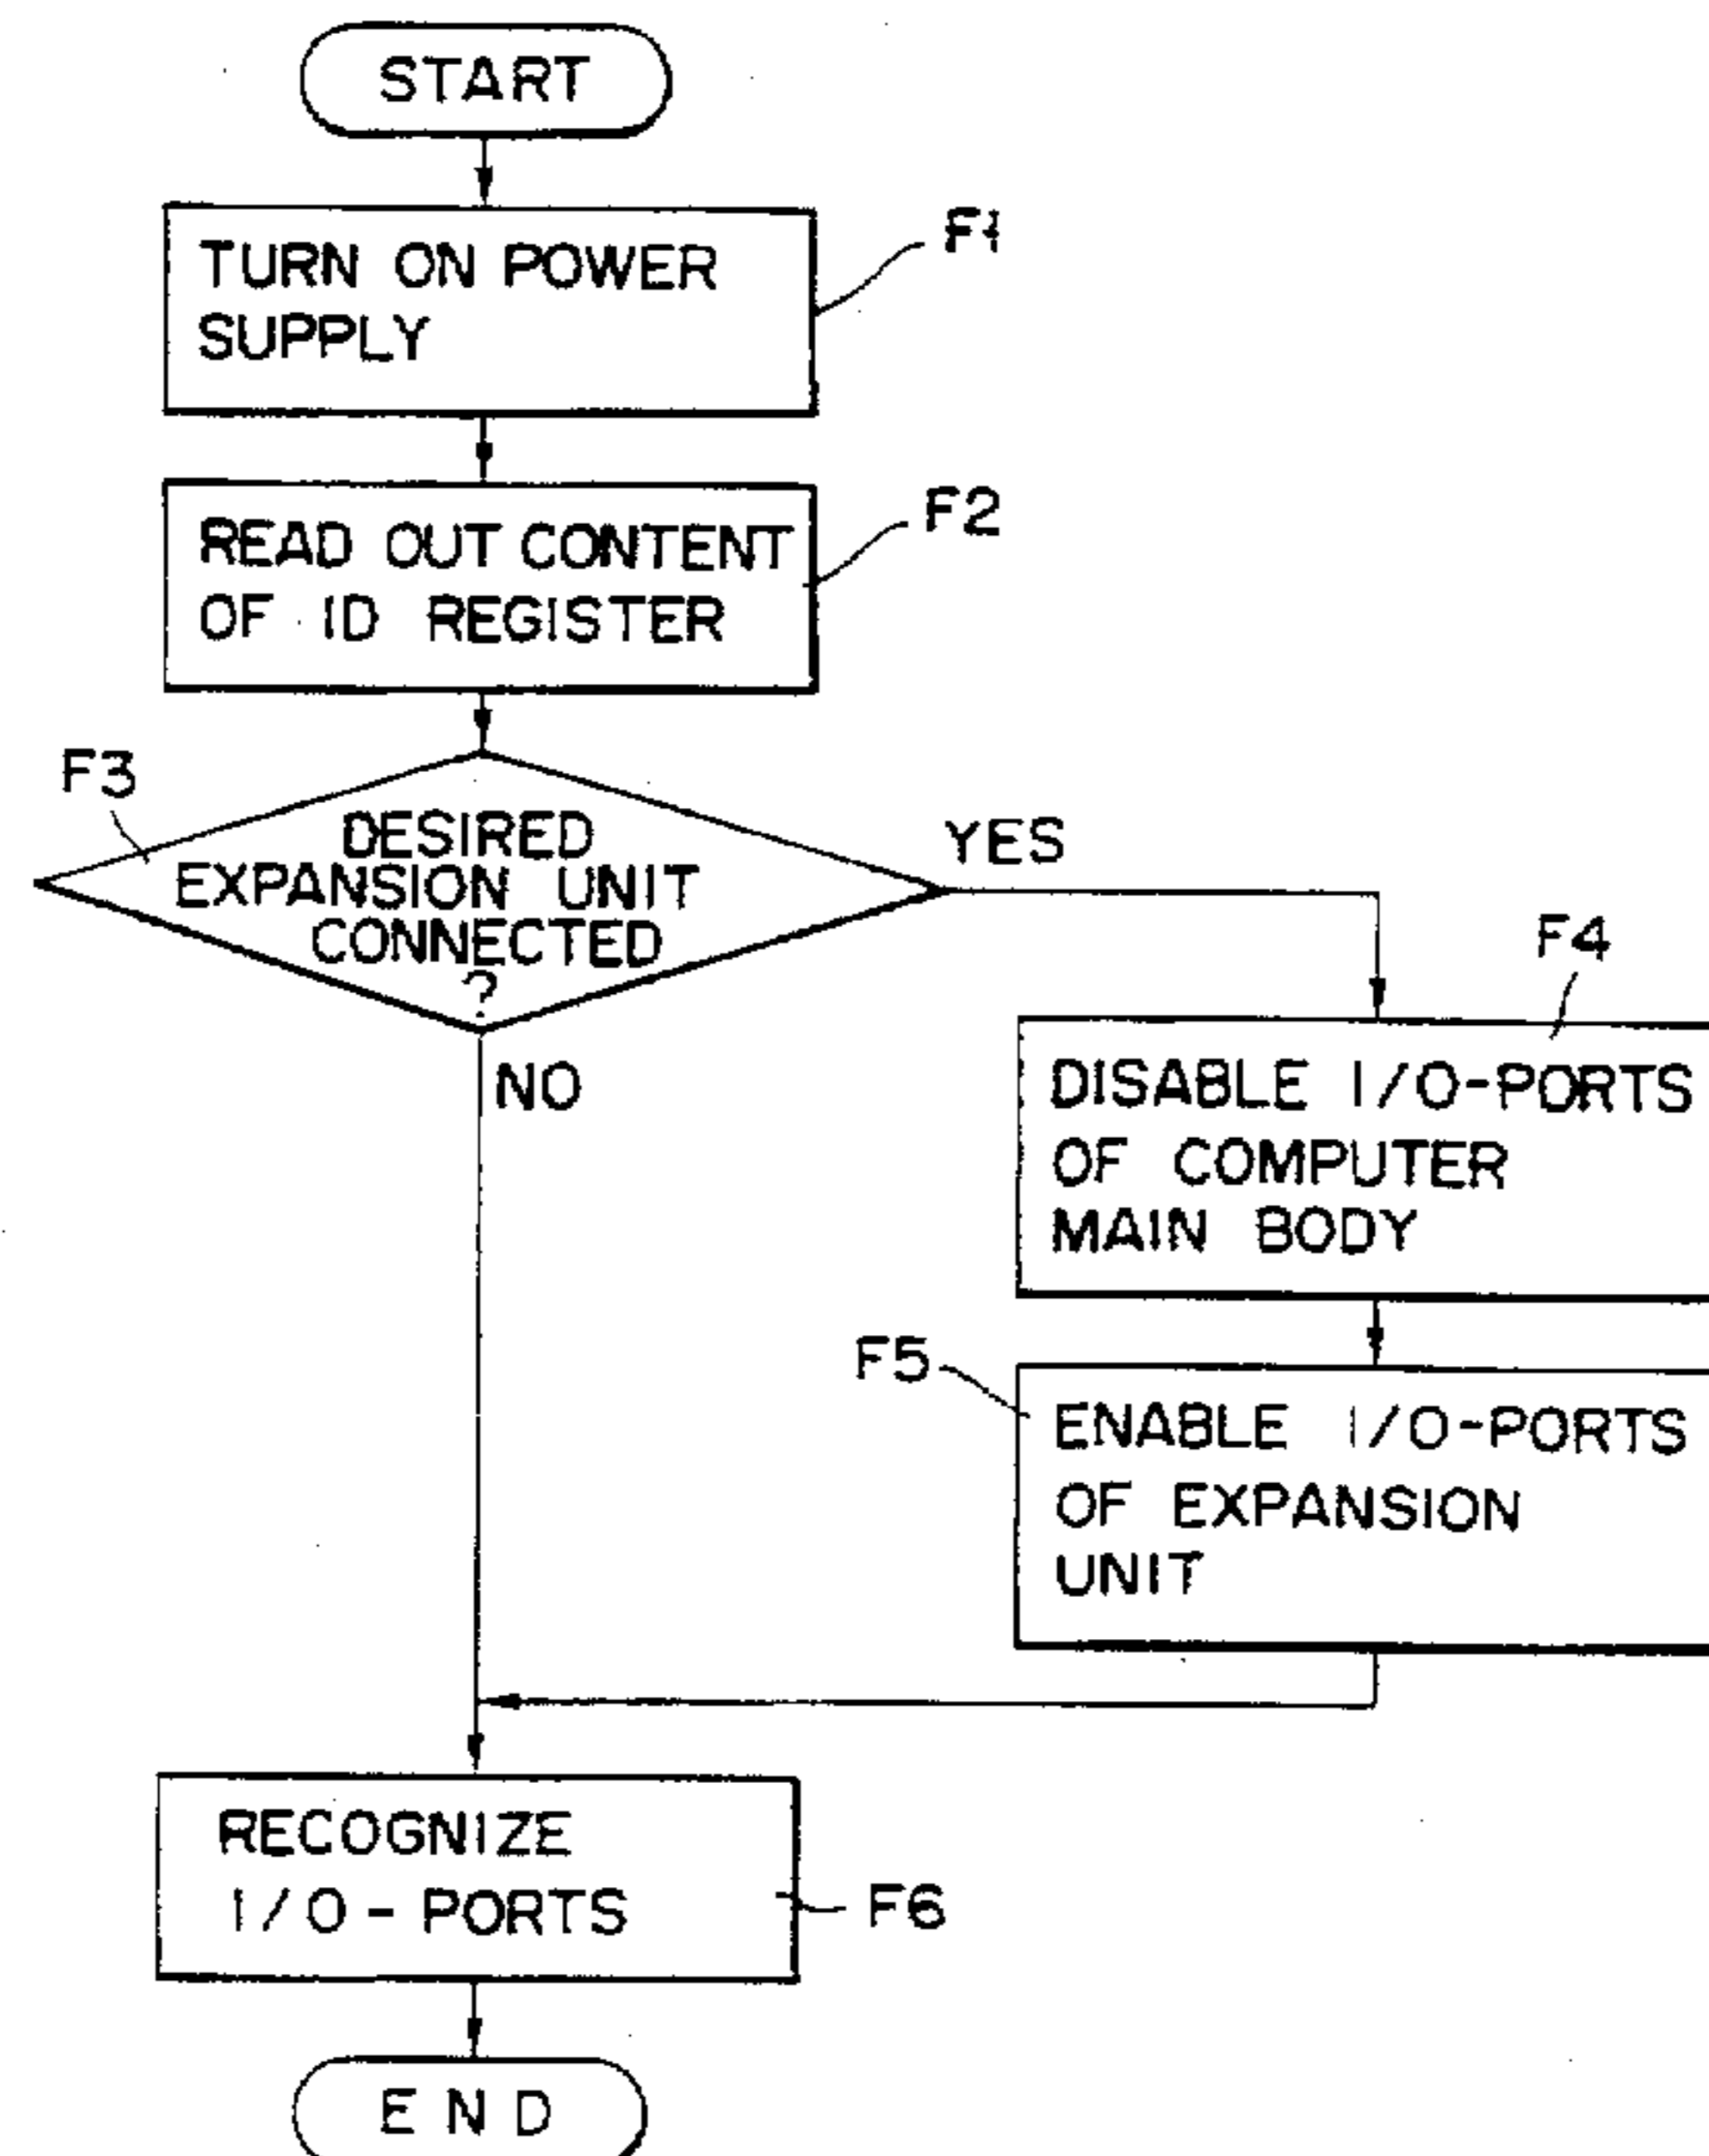 START
F1
TURN ON POWER
SUPPLY
F2
READ OUT CONTENT
OF ID REGISTER
F3
DESIRED
EXPANSION UNIT
CONNECTED
?
YES
NO
F4
DISABLE I/O-PORTS
OF COMPUTER
MAIN BODY
F5
ENABLE I/O-PORTS
OF EXPANSION
UNIT
RECOGNIZE
I/O-PORTS
F6
END